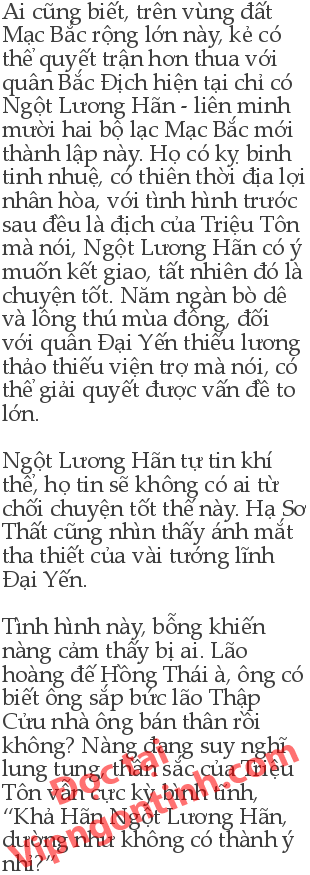 Ai cũng biết, trên vùng đất
Mạc Bắc rộng lớn này, kẻ có
thể quyết trận hơn thua với
quân Bắc Địch hiện tại chỉ có
Ngột Lương Hãn - liên minh
mười hai bộ lạc Mạc Bắc mới
thành lập này. Họ có kỵ binh
tinh nhuệ, có thiên thời địa lợi
nhân hòa, với tình hình trước
sau đều là địch của Triệu Tôn
mà nói, Ngột Lương Hãn có ý
muốn kết giao, tất nhiên đó là
chuyện tốt. Năm ngàn bò dê
và lông thú mùa đông, đối
với quân Đại Yến thiếu lương
thảo thiếu viện trợ mà nói, có
thể giải quyết được vấn đề to
lớn.
Ngột Lương Hãn tự tin khí
thế, họ tin sẽ không có ai từ
chối chuyện tốt thế này. Hạ Sơ
Thất cũng nhìn thấy ánh mắt
tha thiết của vài tướng lĩnh
Đại Yến.
Tình hình này, bỗng khiến
nàng cảm thấy bị ai. Lão
hoàng đế Hồng Thái à, ông có
biết ông sắp bức lão Thập
Cửu nhà ông bán thân rồi
không? Nàng đang suy nghĩ
lung tung, thần sắc của Triệu
Tôn vẫn cực kỳ bình tĩnh,
“Khả Hãn Ngột Lương Hãn,
dường như không có thành ý
nhỉ?”
Đọc tại
Vipngontinh.com